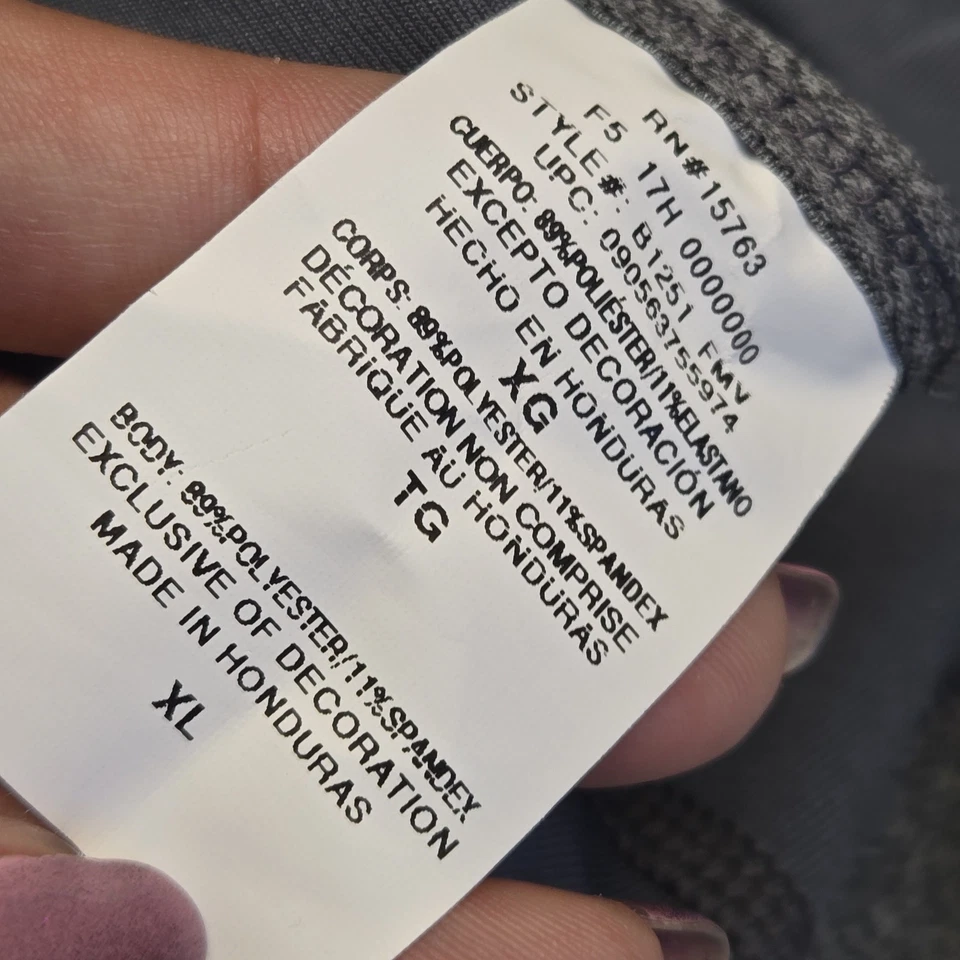 RN#15763
F5 17H 0000000
STYLE#: B1251 FMV
UPC: 090563755974
CUERPO: 89%POLIÉSTER/11%ELASTANO
EXCEPTO DECORACIÓN
HECHO EN HONDURAS
XG
CORPS: 89%POLYESTER/11%SPANDEX
DÉCORATION NON COMPRISE
FABRIQUÉ AU HONDURAS
TG
BODY: 89%POLYESTER/11%SPANDEX
EXCLUSIVE OF DECORATION
MADE IN HONDURAS
XL